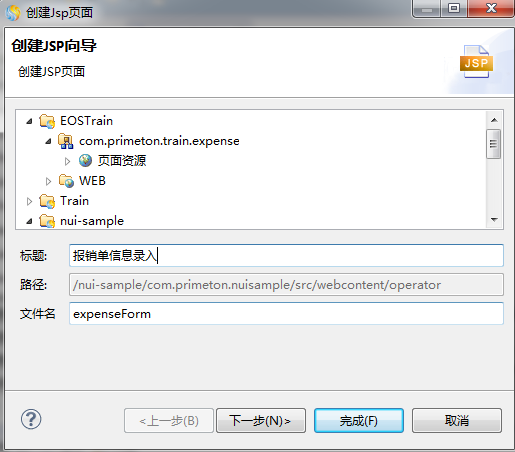 创建Jsp页面
创建JSP向导
创建JSP页面
JSP
EOSTrain
com.primeton.train.expense
页面资源
WEB
Train
nui-sample
标题: 报销单信息录入
路径: /nui-sample/com.primeton.nuisample/src/webcontent/operator
文件名 expenseForm
? <上一步(B) 下一步(N)> 完成(F) 取消